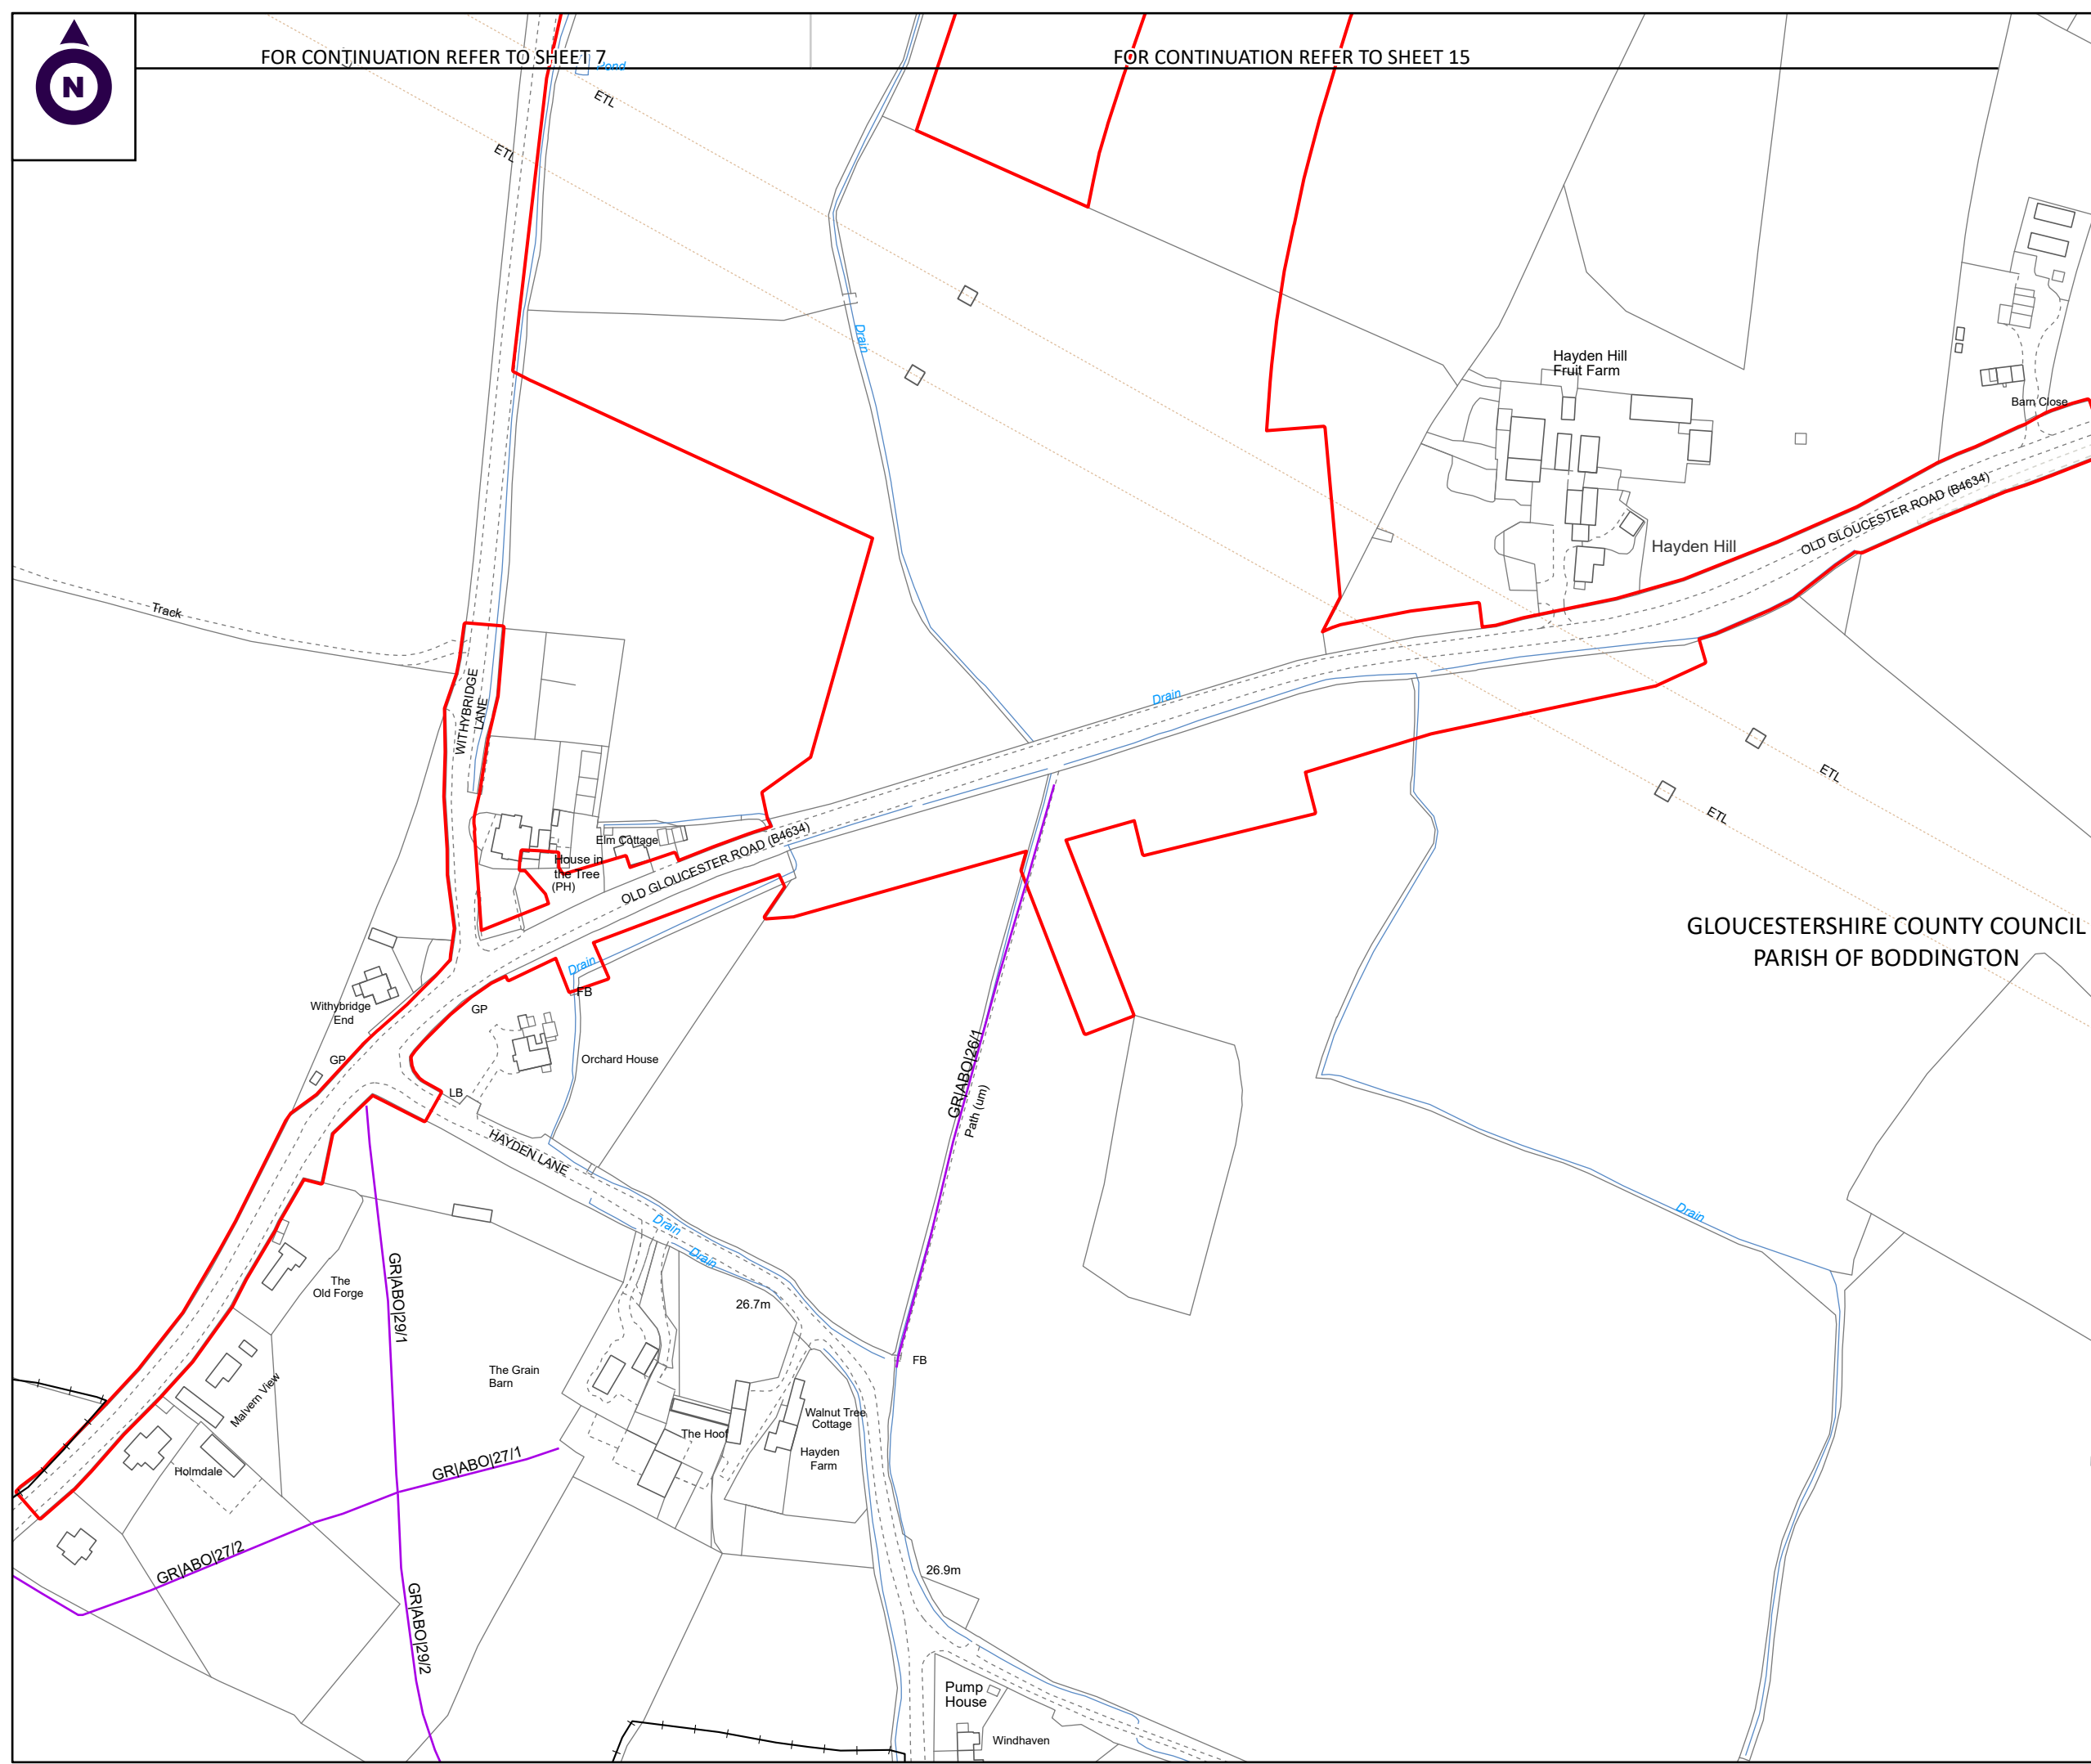 N
FOR CONTINUATION REFER TO SHEET 7
FOR CONTINUATION REFER TO SHEET 15
Pond
ETL
ETL
Drain
Hayden Hill
Fruit Farm
Barn Close
OLD GLOUCESTER ROAD (B4634)
Hayden Hill
Track
WITHYBRIDGE
LANE
Drain
ETL
ETL
Elm Cottage
House in
the Tree
(PH)
OLD GLOUCESTER ROAD (B4634)
GLOUCESTERSHIRE COUNTY COUNCIL
PARISH OF BODDINGTON
Drain
FB
GP
Withybridge
End
GP
Orchard House
LB
GR|ABO|26/1
Path (um)
HAYDEN LANE
Drain
Drain
Drain
GR|ABO|29/1
The
Old Forge
26.7m
The Grain
Barn
FB
Malvern View
Walnut Tree
Cottage
The Hoof
Hayden
Farm
GR|ABO|27/1
Holmdale
GR|ABO|27/2
26.9m
GR|ABO|29/2
Pump
House
Windhaven